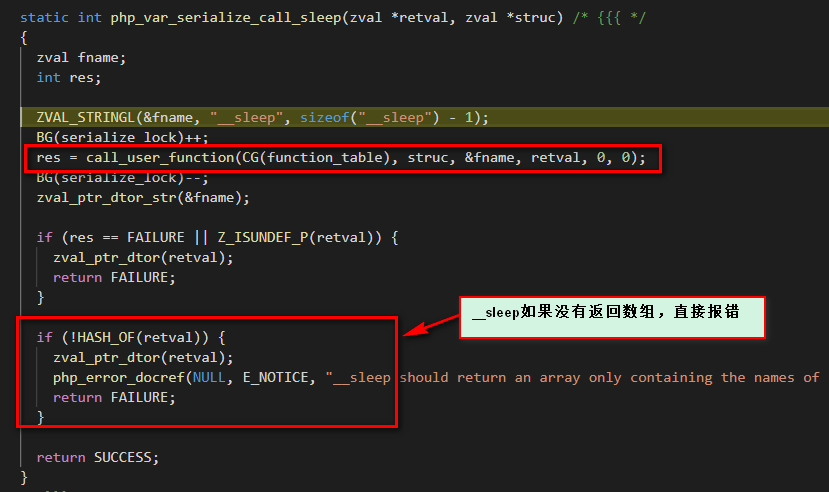 static int php_var_serialize_call_sleep(zval *retval, zval *struc) /* {{{ */
{
zval fname;
int res;
ZVAL_STRINGL(&fname, "__sleep", sizeof("__sleep") - 1);
BG(serialize_lock)++;
res = call_user_function(CG(function_table), struc, &fname, retval, 0, 0);
BG(serialize_lock)--;
zval_ptr_dtor_str(&fname);
if (res == FAILURE || Z_ISUNDEF_P(retval)) {
zval_ptr_dtor(retval);
return FAILURE;
}
__sleep如果没有返回数组，直接报错
if (!HASH_OF(retval)) {
zval_ptr_dtor(retval);
php_error_docref(NULL, E_NOTICE, "__sleep should return an array only containing the names of
return FAILURE;
}
return SUCCESS;
}